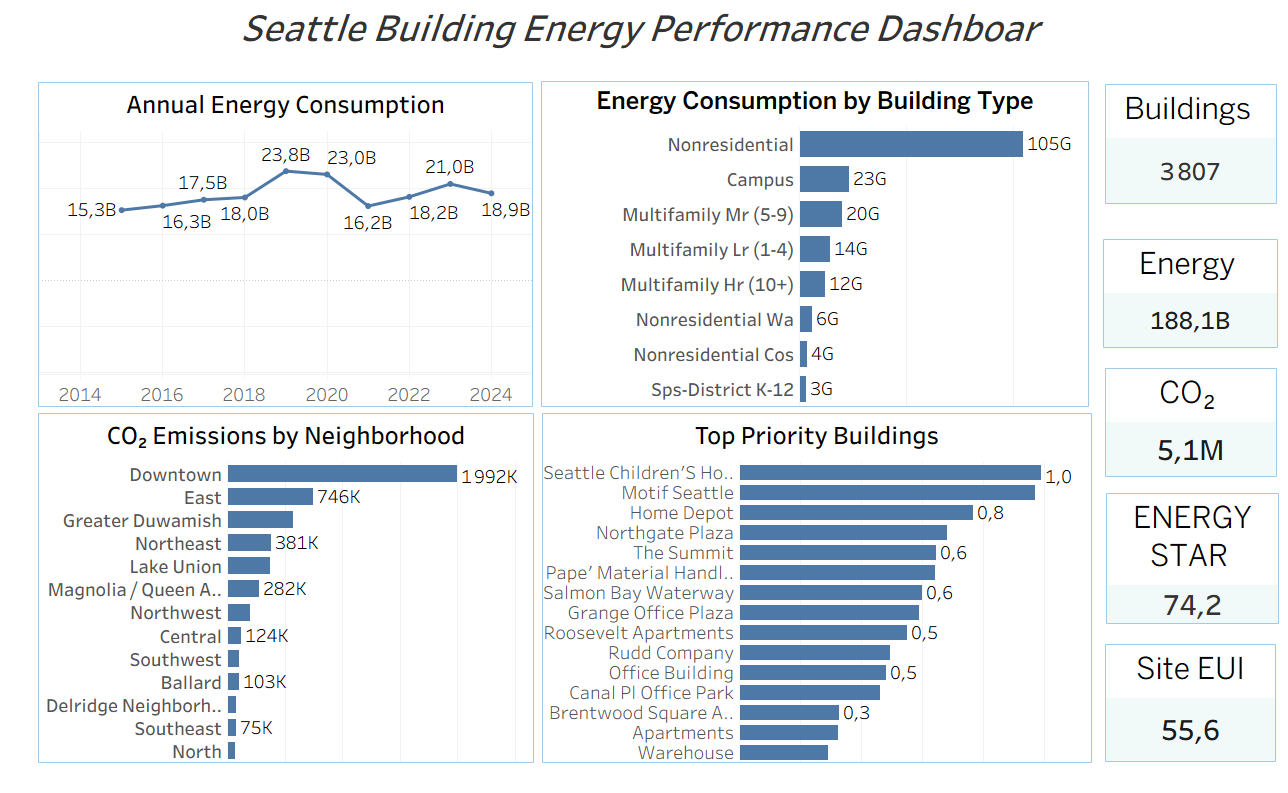 Seattle Building Energy Performance Dashboar
Annual Energy Consumption
23,8B
23,0B
21,0B
17,5B
15,3B
16,3B
18,0B
16,2B
18,2B
18,9B
2014
2016
2018
2020
2022
2024
Energy Consumption by Building Type
Nonresidential 105G
Campus 23G
Multifamily Mr (5-9) 20G
Multifamily Lr (1-4) 14G
Multifamily Hr (10+) 12G
Nonresidential Wa 6G
Nonresidential Cos 4G
Sps-District K-12 3G
CO₂ Emissions by Neighborhood
Downtown 1 992K
East 746K
Greater Duwamish
Northeast 381K
Lake Union
Magnolia / Queen A.. 282K
Northwest
Central 124K
Southwest
Ballard 103K
Delridge Neighborh..
Southeast 75K
North
Top Priority Buildings
Seattle Children'S Ho.. 1,0
Motif Seattle
Home Depot 0,8
Northgate Plaza
The Summit 0,6
Pape’ Material Handl..
Salmon Bay Waterway 0,6
Grange Office Plaza
Roosevelt Apartments 0,5
Rudd Company
Office Building 0,5
Canal Pl Office Park
Brentwood Square A.. 0,3
Apartments
Warehouse
Buildings
3 807
Energy
188,1B
CO₂
5,1M
ENERGY
STAR
74,2
Site EUI
55,6